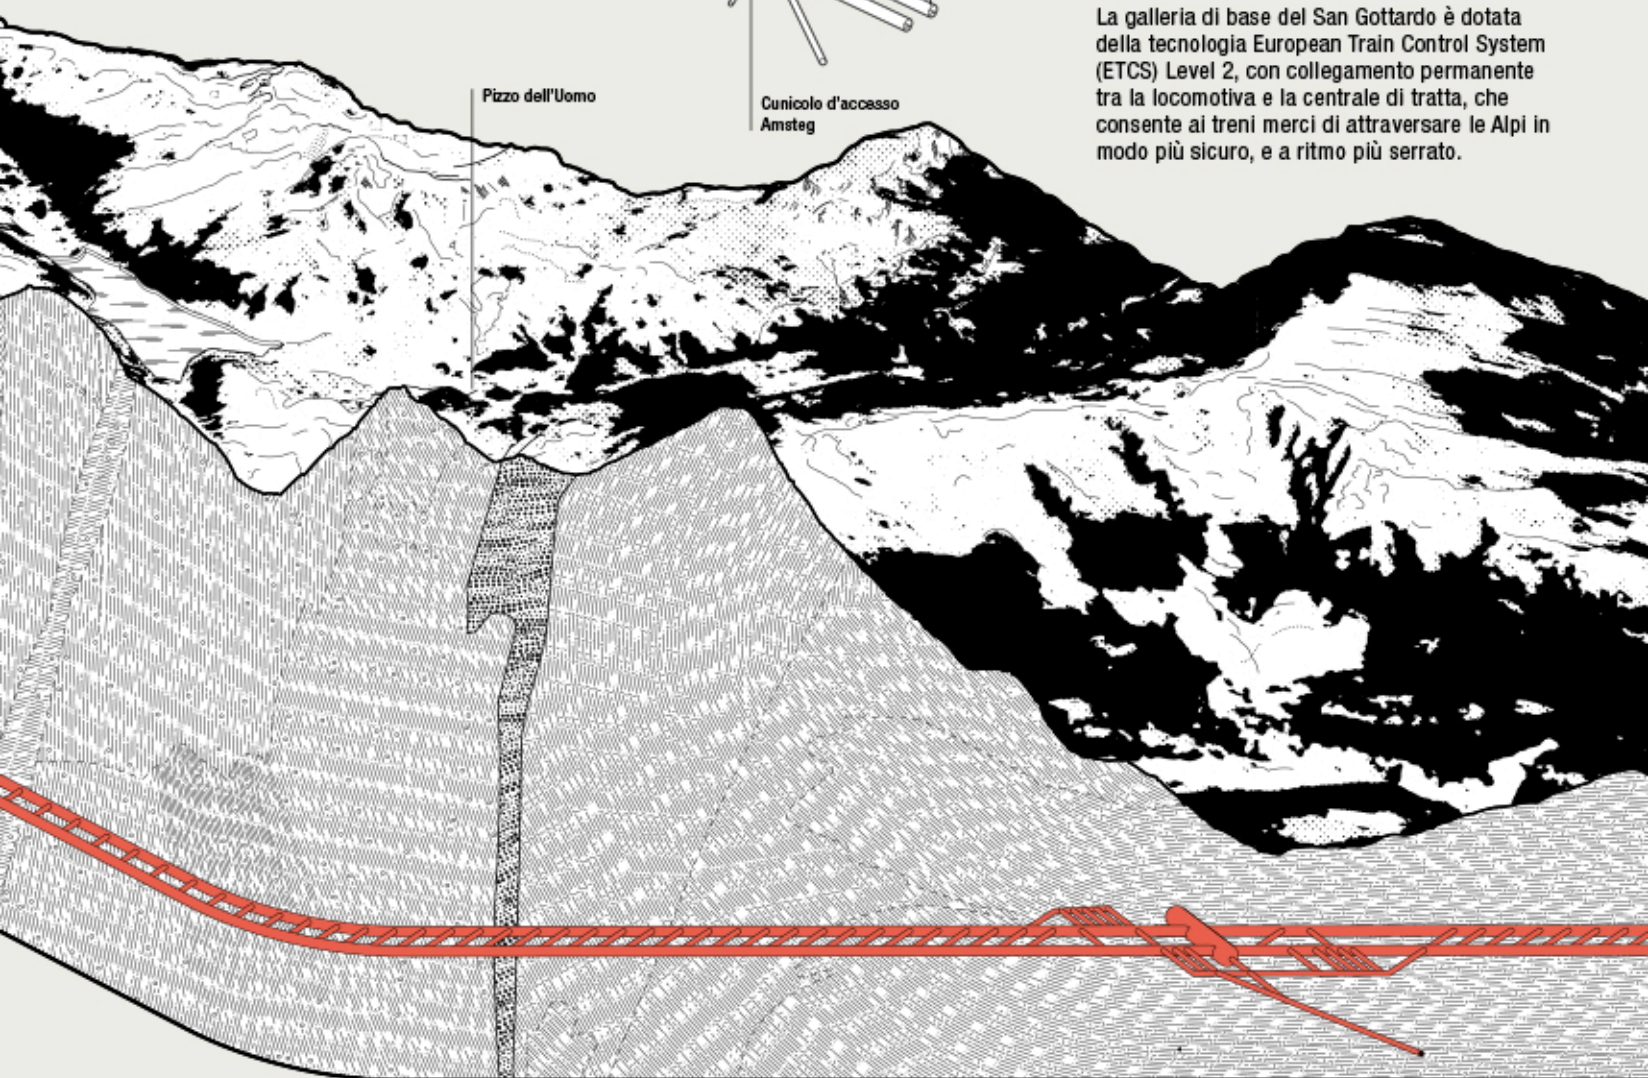 La galleria di base del San Gottardo è dotata
della tecnologia European Train Control System
(ETCS) Level 2, con collegamento permanente
tra la locomotiva e la centrale di tratta, che
consente ai treni merci di attraversare le Alpi in
modo più sicuro, e a ritmo più serrato.
Pizzo dell'Uomo
Cunicolo d'accesso
Amsteg